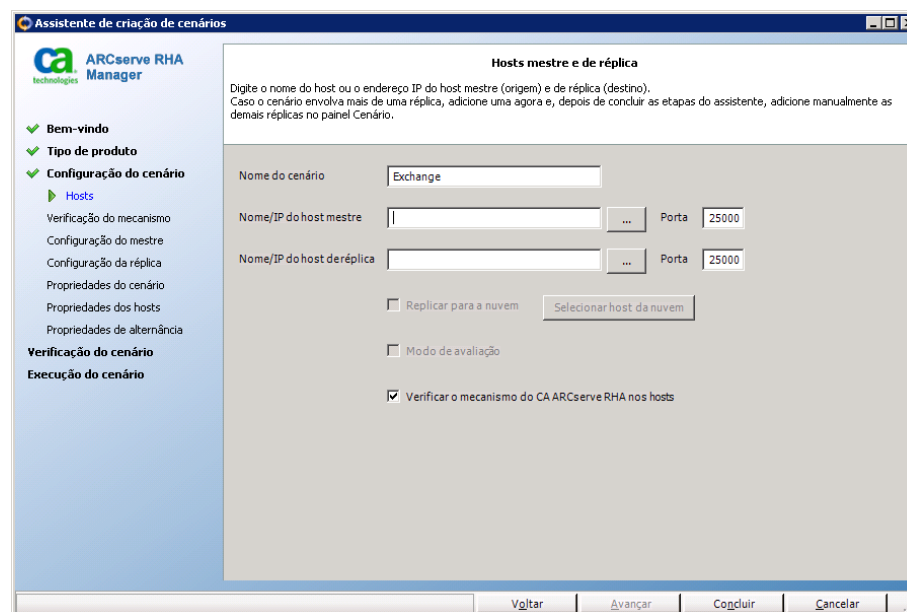 Assistente de criação de cenários
ca
technologies
ARCserve RHA
Manager
Bem-vindo
Tipo de produto
Configuração do cenário
Hosts
Verificação do mecanismo
Configuração do mestre
Configuração da réplica
Propriedades do cenário
Propriedades dos hosts
Propriedades de alternância
Verificação do cenário
Execução do cenário
Hosts mestre e de réplica
Digite o nome do host ou o endereço IP do host mestre (origem) e de réplica (destino).
Caso o cenário envolva mais de uma réplica, adicione uma agora e, depois de concluir as etapas do assistente, adicione manualmente as
demais réplicas no painel Cenário.
Nome do cenário Exchange
Nome/IP do host mestre ... Porta 25000
Nome/IP do host de réplica ... Porta 25000
Replicar para a nuvem Selecionar host da nuvem
Modo de avaliação
Verificar o mecanismo do CA ARCserve RHA nos hosts
Voltar Avançar Concluir Cancelar